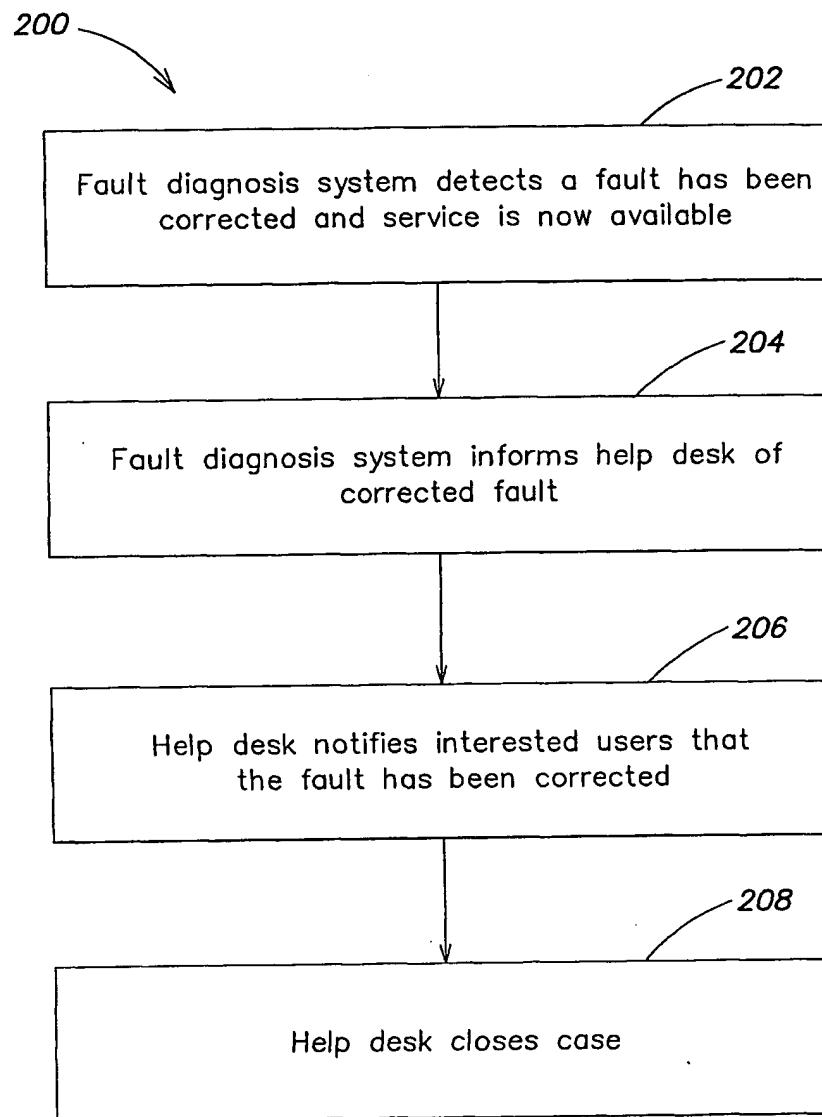 200
202
Fault diagnosis system detects a fault has been
corrected and service is now available
204
Fault diagnosis system informs help desk of
corrected fault
206
Help desk notifies interested users that
the fault has been corrected
208
Help desk closes case